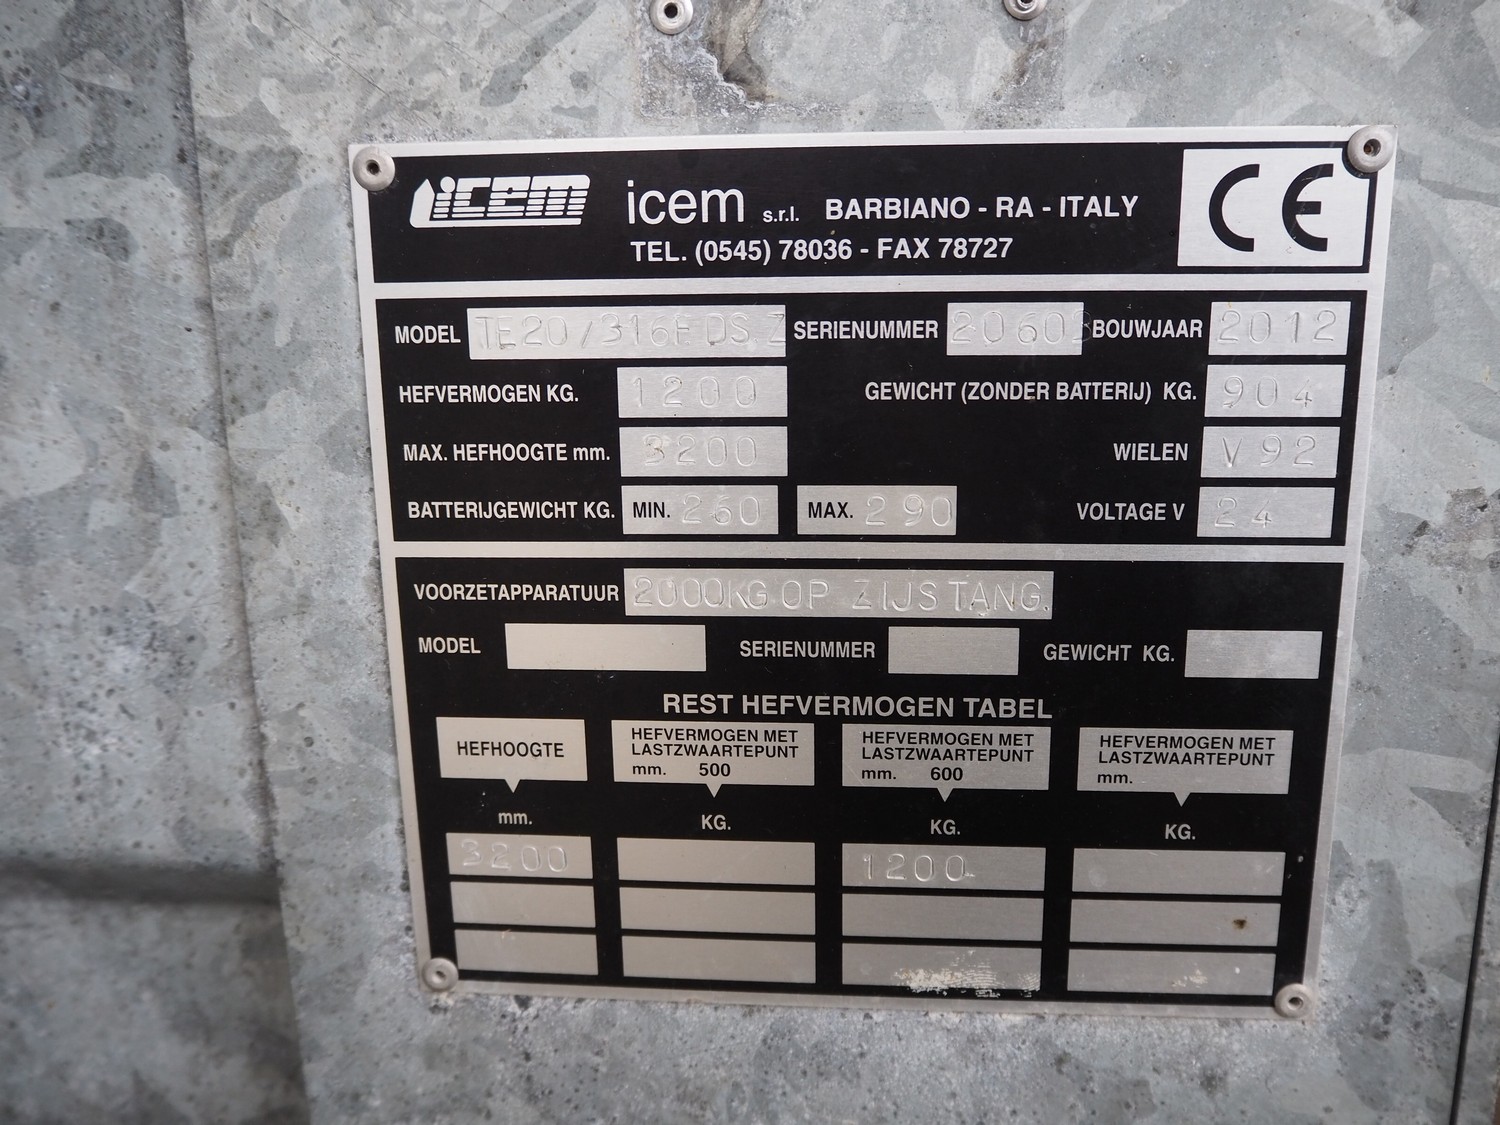 icem icem s.r.l. BARBIANO - RA - ITALY CE
TEL. (0545) 78036 - FAX 78727
MODEL TE20/316FDSZ SERIENUMMER 20603 BOUWJAAR 2012
HEFVERMOGEN KG. 1200 GEWICHT (ZONDER BATTERIJ) KG. 904
MAX. HEFHOOGTE mm. 3200 WIELEN V92
BATTERIJGEWICHT KG. MIN. 260 MAX. 290 VOLTAGE V 24
VOORZETAPPARATUUR 2000KG OP ZIJSTANG.
MODEL SERIENUMMER GEWICHT KG.
REST HEFVERMOGEN TABEL
HEFHOOGTE
mm.
3200
HEFVERMOGEN MET
LASTZWAARTEPUNT
mm. 500
KG.
HEFVERMOGEN MET
LASTZWAARTEPUNT
mm. 600
KG.
1200
HEFVERMOGEN MET
LASTZWAARTEPUNT
mm.
KG.